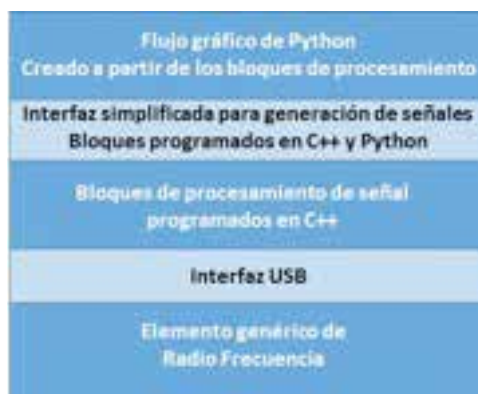 Flujo gráfico de Python
Creado a partir de los bloques de procesamiento
Interfaz simplificada para generación de señales
Bloques programados en C++ y Python
Bloques de procesamiento de señal
programados en C++
Interfaz USB
Elemento genérico de
Radio Frecuencia